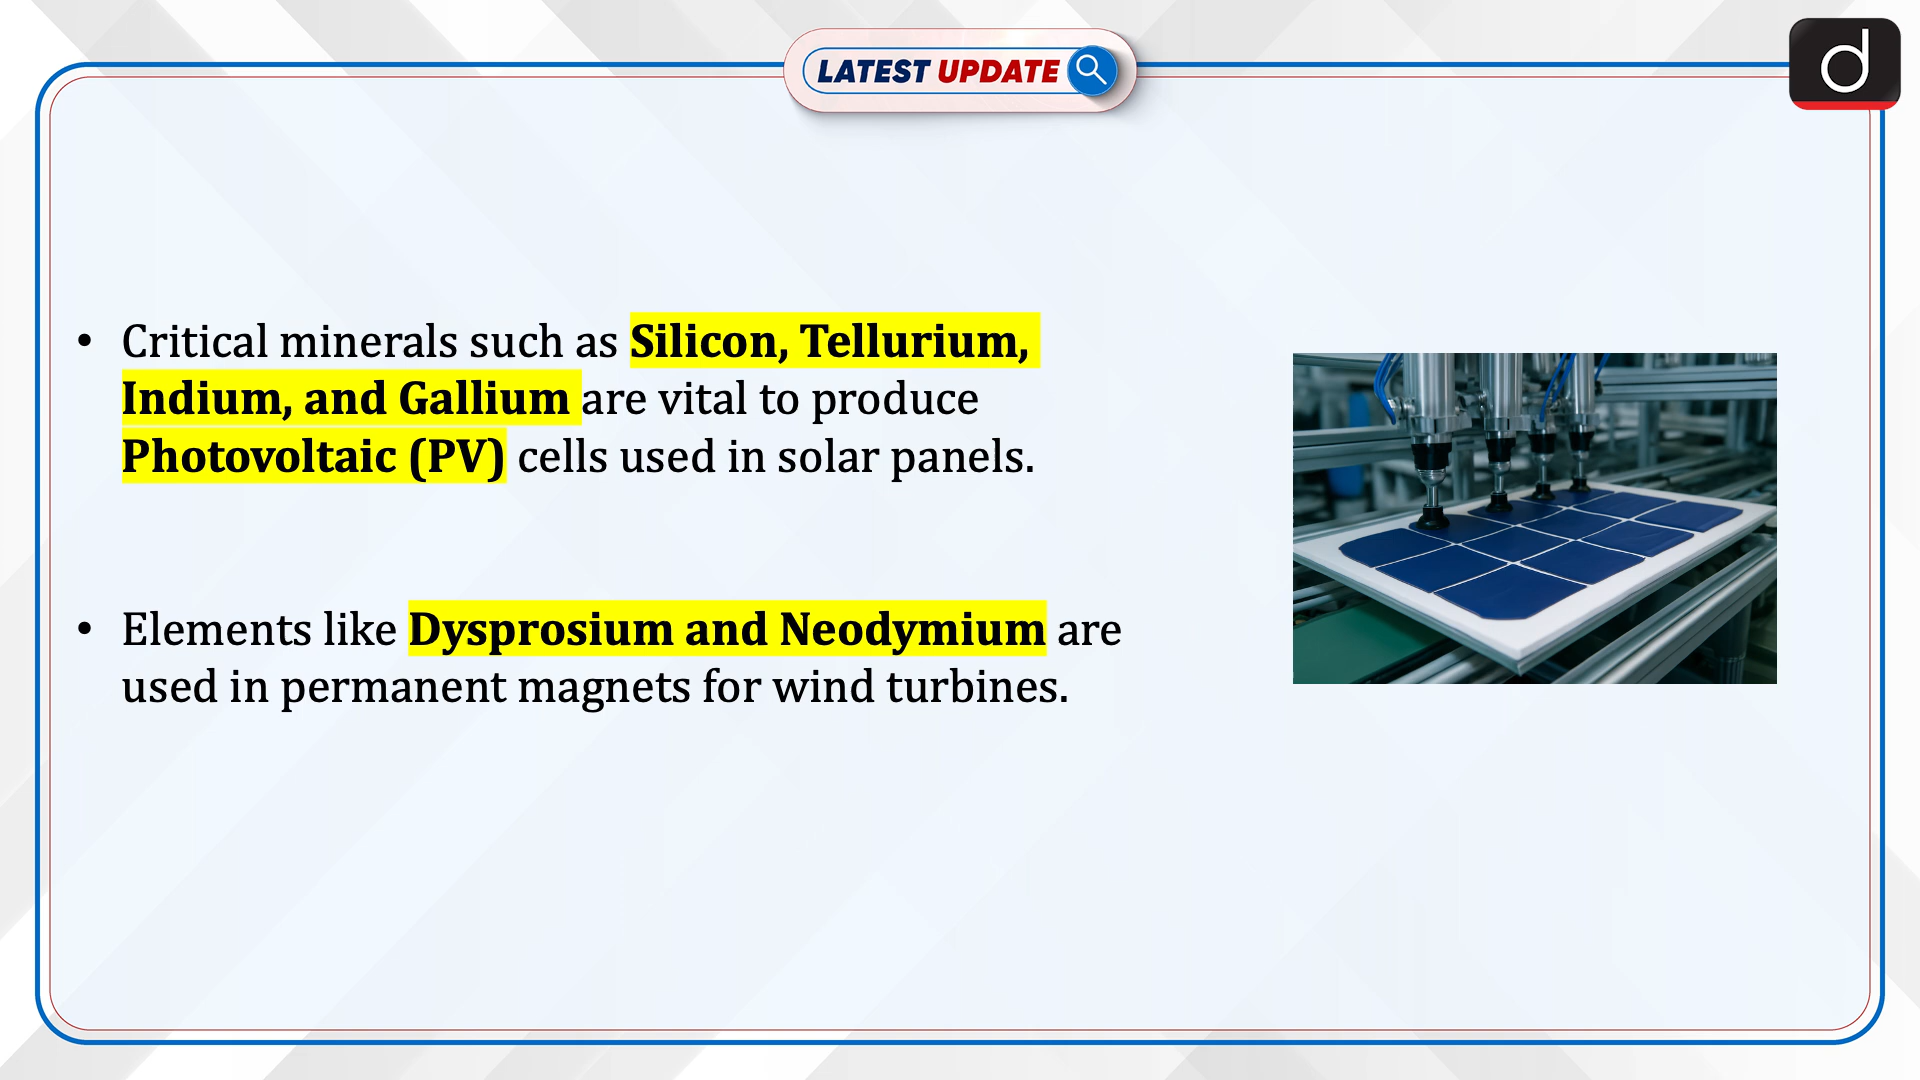 LATEST UPDATE
d
• Critical minerals such as Silicon, Tellurium,
Indium, and Gallium are vital to produce
Photovoltaic (PV) cells used in solar panels.
• Elements like Dysprosium and Neodymium are
used in permanent magnets for wind turbines.